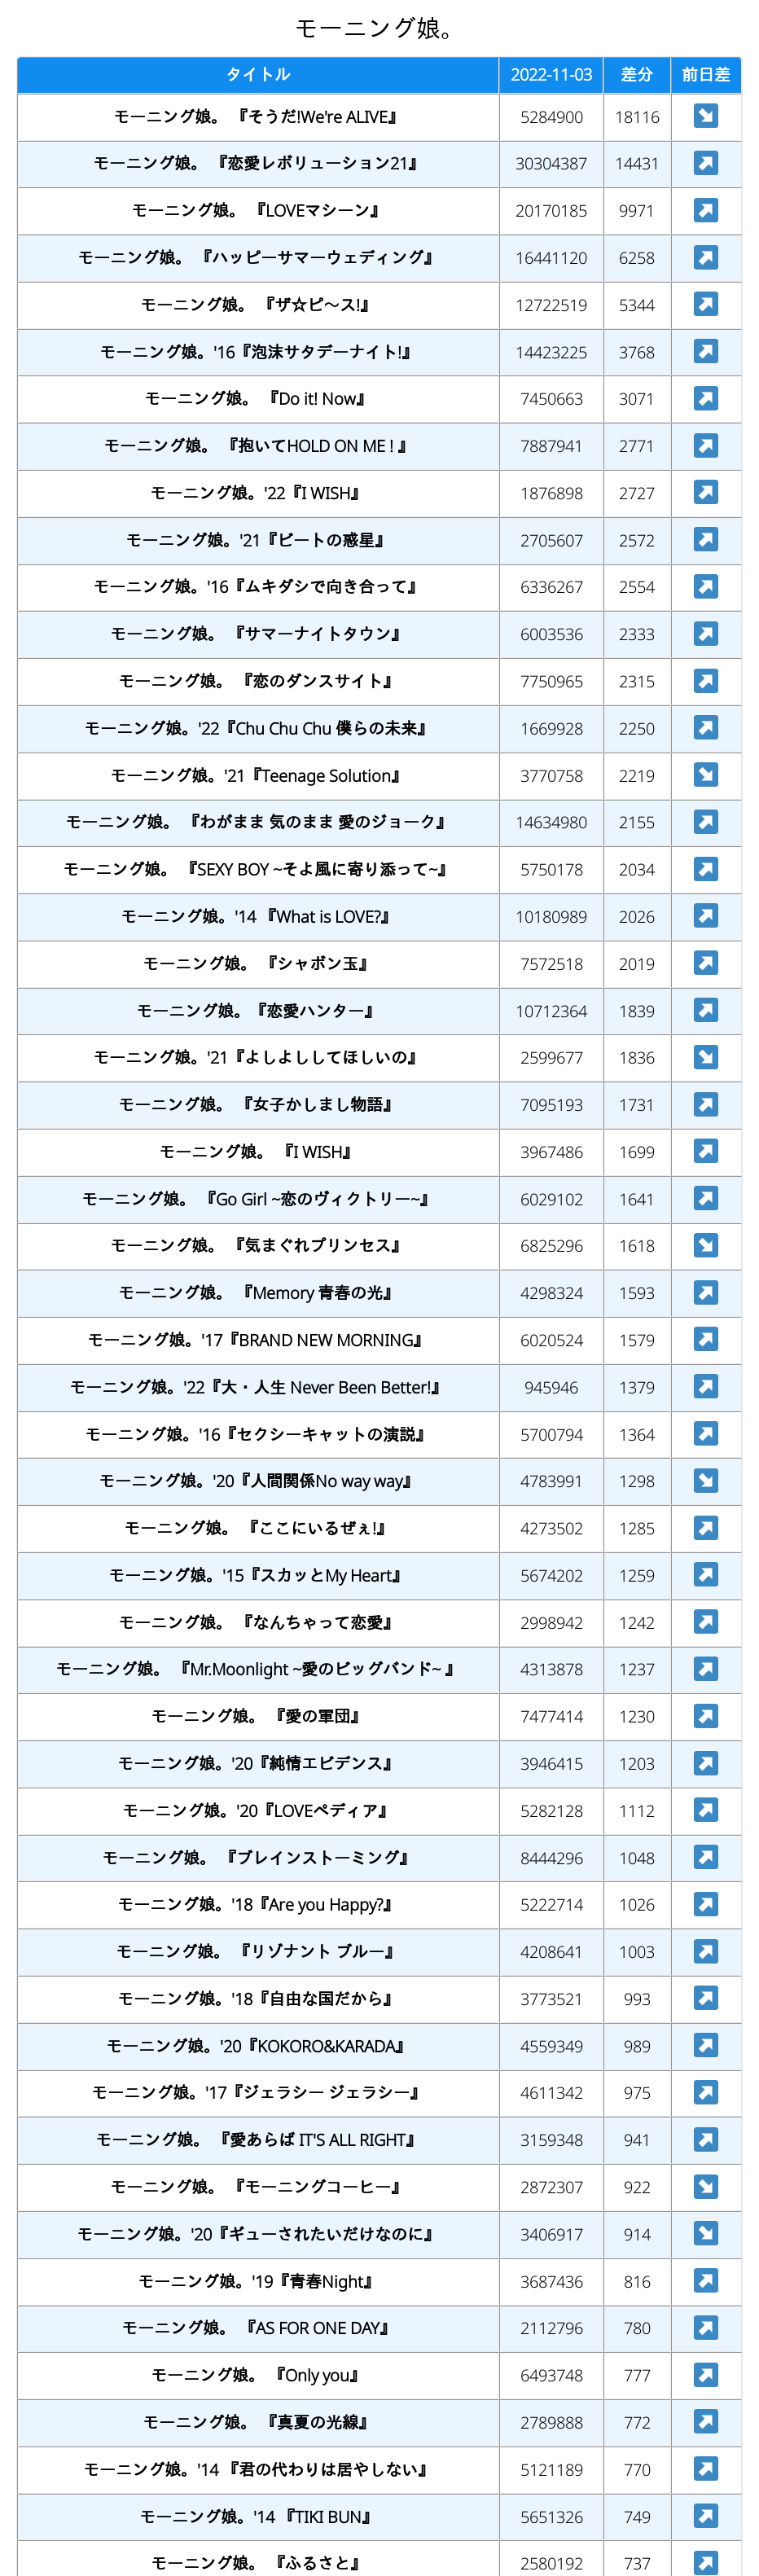 モーニング娘。
タイトル 2022-11-03 差分 前日差
モーニング娘。 『そうだ!We're ALIVE』 5284900 18116
モーニング娘。 『恋愛レボリューション21』 30304387 14431
モーニング娘。 『LOVEマシーン』 20170185 9971
モーニング娘。 『ハッピーサマーウェディング』 16441120 6258
モーニング娘。 『ザ☆ピ〜ス!』 12722519 5344
モーニング娘。'16『泡沫サタデーナイト!』 14423225 3768
モーニング娘。 『Do it! Now』 7450663 3071
モーニング娘。 『抱いてHOLD ON ME ! 』 7887941 2771
モーニング娘。'22『I WISH』 1876898 2727
モーニング娘。'21『ビートの惑星』 2705607 2572
モーニング娘。'16『ムキダシで向き合って』 6336267 2554
モーニング娘。 『サマーナイトタウン』 6003536 2333
モーニング娘。 『恋のダンスサイト』 7750965 2315
モーニング娘。'22『Chu Chu Chu 僕らの未来』 1669928 2250
モーニング娘。'21『Teenage Solution』 3770758 2219
モーニング娘。 『わがまま 気のまま 愛のジョーク』 14634980 2155
モーニング娘。 『SEXY BOY ~そよ風に寄り添って~』 5750178 2034
モーニング娘。'14 『What is LOVE?』 10180989 2026
モーニング娘。 『シャボン玉』 7572518 2019
モーニング娘。『恋愛ハンター』 10712364 1839
モーニング娘。'21『よしよししてほしいの』 2599677 1836
モーニング娘。 『女子かしまし物語』 7095193 1731
モーニング娘。 『I WISH』 3967486 1699
モーニング娘。 『Go Girl ~恋のヴィクトリー~』 6029102 1641
モーニング娘。 『気まぐれプリンセス』 6825296 1618
モーニング娘。 『Memory 青春の光』 4298324 1593
モーニング娘。'17『BRAND NEW MORNING』 6020524 1579
モーニング娘。'22『大・人生 Never Been Better!』 945946 1379
モーニング娘。'16『セクシーキャットの演説』 5700794 1364
モーニング娘。'20『人間関係No way way』 4783991 1298
モーニング娘。 『ここにいるぜぇ!』 4273502 1285
モーニング娘。'15『スカッとMy Heart』 5674202 1259
モーニング娘。 『なんちゃって恋愛』 2998942 1242
モーニング娘。 『Mr.Moonlight ~愛のビッグバンド~ 』 4313878 1237
モーニング娘。 『愛の軍団』 7477414 1230
モーニング娘。'20『純情エビデンス』 3946415 1203
モーニング娘。'20『LOVEペディア』 5282128 1112
モーニング娘。 『ブレインストーミング』 8444296 1048
モーニング娘。'18『Are you Happy?』 5222714 1026
モーニング娘。 『リゾナント ブルー』 4208641 1003
モーニング娘。'18『自由な国だから』 3773521 993
モーニング娘。'20『KOKORO&KARADA』 4559349 989
モーニング娘。'17『ジェラシー ジェラシー』 4611342 975
モーニング娘。 『愛あらば IT'S ALL RIGHT』 3159348 941
モーニング娘。 『モーニングコーヒー』 2872307 922
モーニング娘。'20『ギューされたいだけなのに』 3406917 914
モーニング娘。'19『青春Night』 3687436 816
モーニング娘。 『AS FOR ONE DAY』 2112796 780
モーニング娘。 『Only you』 6493748 777
モーニング娘。 『真夏の光線』 2789888 772
モーニング娘。'14 『君の代わりは居やしない』 5121189 770
モーニング娘。'14 『TIKI BUN』 5651326 749
モーニング娘。 『ふるさと』 2580192 737